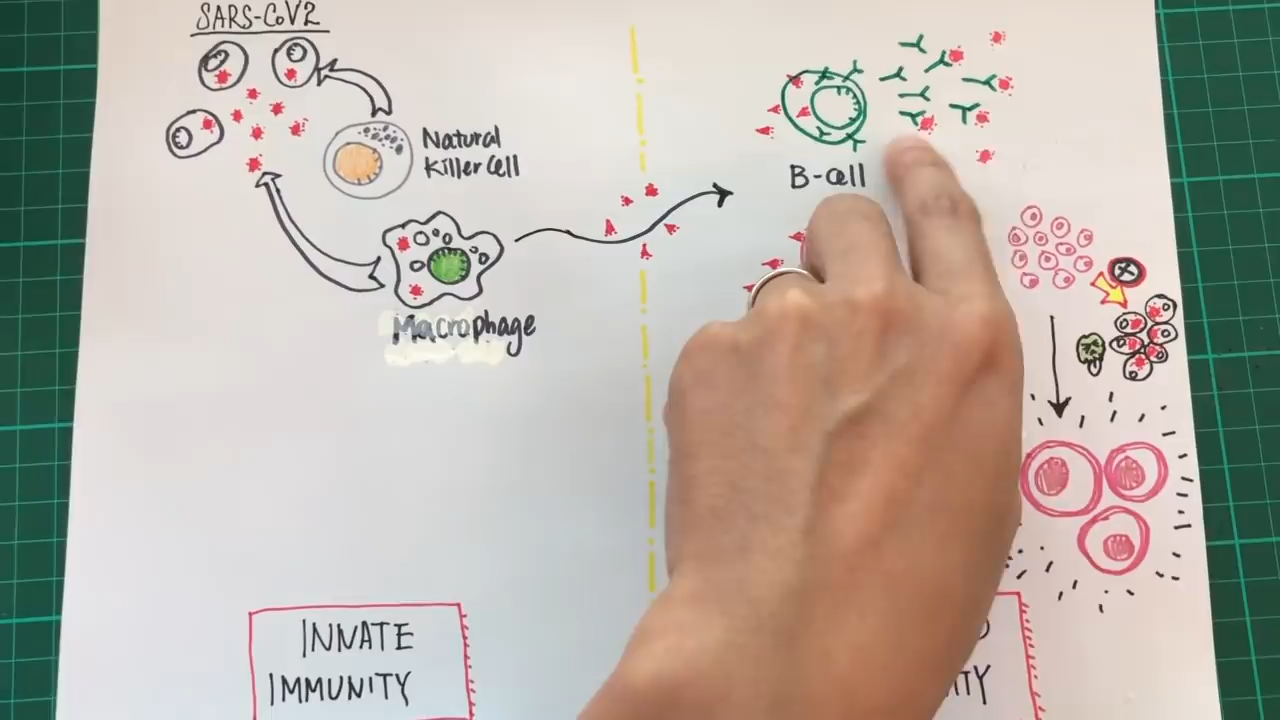 SARS-CoV2
Natural
Killer Cell
Macrophage
B-cell
INNATE
IMMUNITY